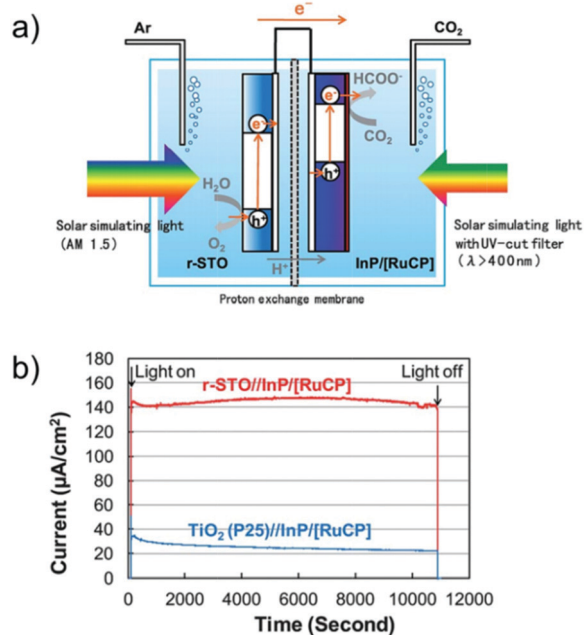 a)
e⁻
Ar
CO₂
HCOO⁻
e⁻
e⁻
CO₂
h⁺
H₂O
h⁺
O₂
H⁺
Solar simulating light
(AM 1.5)
Solar simulating light
with UV-cut filter
(λ>400nm)
r-STO
InP/[RuCP]
Proton exchange membrane
b)
180
160
140
120
100
80
60
40
20
0
Current (µA/cm²)
Light on
Light off
r-STO//InP/[RuCP]
TiO₂ (P25)//InP/[RuCP]
0
2000
4000
6000
8000
10000
12000
Time (Second)